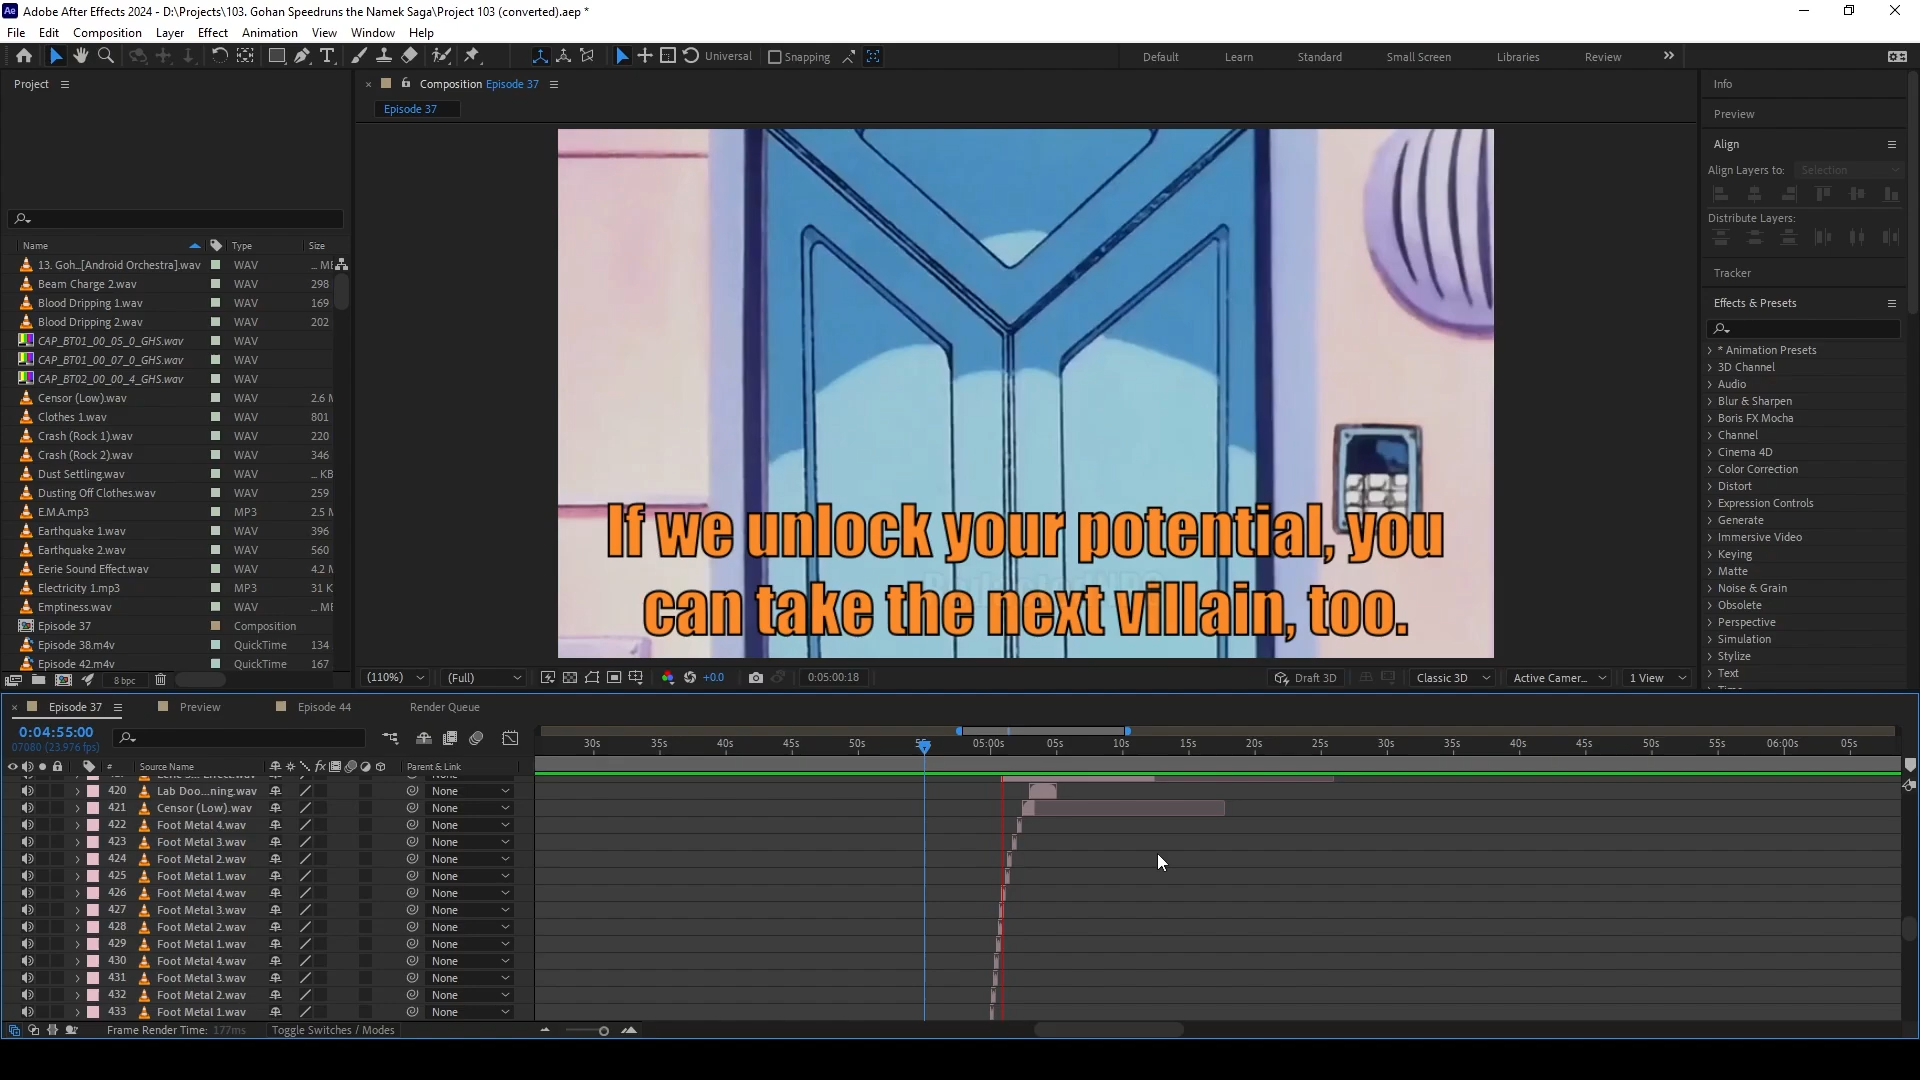 Adobe After Effects 2024 - D:\Projects\103. Gohan Speedruns the Namek Saga\Project 103 (converted).aep *
File Edit Composition Layer Effect Animation View Window Help
Universal Snapping Default Learn Standard Small Screen Libraries Review
Project
Name Type Size
13. Goh...[Android Orchestra].wav WAV ... ME
Beam Charge 2.wav WAV 298
Blood Dripping 1.wav WAV 169
Blood Dripping 2.wav WAV 202
CAP_BT01_00_05_0_GHS.wav WAV
CAP_BT01_00_07_0_GHS.wav WAV
CAP_BT02_00_00_4_GHS.wav WAV
Censor (Low).wav WAV 2.6 M
Clothes 1.wav WAV 801
Crash (Rock 1).wav WAV 220
Crash (Rock 2).wav WAV 346
Dust Settling.wav WAV ... KB
Dusting Off Clothes.wav WAV 259
E.M.A.mp3 MP3 2.5 M
Earthquake 1.wav WAV 396
Earthquake 2.wav WAV 560
Eerie Sound Effect.wav WAV 4.2 M
Electricity 1.mp3 MP3 31 K
Emptiness.wav WAV ... ME
Episode 37 Composition
Episode 38.m4v QuickTime 134
Episode 42.m4v QuickTime 167
8 bpc
Composition Episode 37
Episode 37
If we unlock your potential, you
can take the next villain, too.
(110%) (Full) +0.0 0:05:00:18 Draft 3D Classic 3D Active Camer... 1 View
Info
Preview
Align
Align Layers to: Selection
Distribute Layers:
Tracker
Effects & Presets
* Animation Presets
3D Channel
Audio
Blur & Sharpen
Boris FX Mocha
Channel
Cinema 4D
Color Correction
Distort
Expression Controls
Generate
Immersive Video
Keying
Matte
Noise & Grain
Obsolete
Perspective
Simulation
Stylize
Text
Episode 37 Preview Episode 44 Render Queue
0:04:55:00
07080 (23.976 fps)
30s 35s 40s 45s 50s 55s 05:00s 05s 10s 15s 20s 25s 30s 35s 40s 45s 50s 55s 06:00s 05s
# Source Name Parent & Link
420 Lab Doo...ning.wav None
421 Censor (Low).wav None
422 Foot Metal 4.wav None
423 Foot Metal 3.wav None
424 Foot Metal 2.wav None
425 Foot Metal 1.wav None
426 Foot Metal 4.wav None
427 Foot Metal 3.wav None
428 Foot Metal 2.wav None
429 Foot Metal 1.wav None
430 Foot Metal 4.wav None
431 Foot Metal 3.wav None
432 Foot Metal 2.wav None
433 Foot Metal 1.wav None
Frame Render Time: 177ms Toggle Switches / Modes